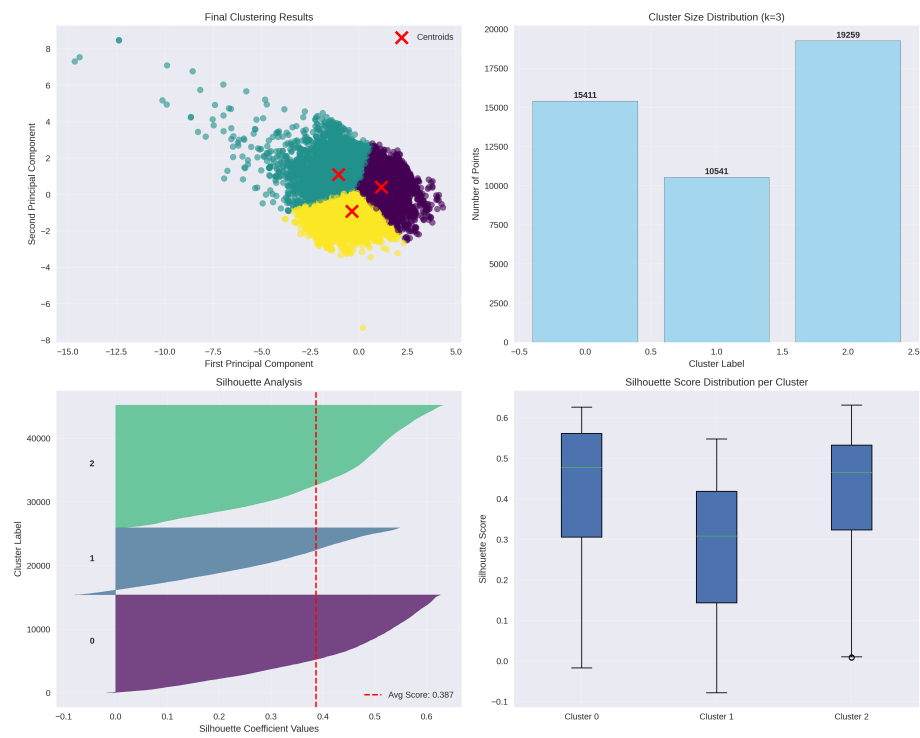 Final Clustering Results
Centroids
8
6
4
2
0
−2
−4
−6
−8
Second Principal Component
−15.0 −12.5 −10.0 −7.5 −5.0 −2.5 0.0 2.5 5.0
First Principal Component
Cluster Size Distribution (k=3)
20000
17500
15000
12500
10000
7500
5000
2500
0
Number of Points
15411
10541
19259
−0.5 0.0 0.5 1.0 1.5 2.0 2.5
Cluster Label
Silhouette Analysis
40000
30000
20000
10000
0
Cluster Label
2
1
0
Avg Score: 0.387
−0.1 0.0 0.1 0.2 0.3 0.4 0.5 0.6
Silhouette Coefficient Values
Silhouette Score Distribution per Cluster
0.6
0.5
0.4
0.3
0.2
0.1
0.0
−0.1
Silhouette Score
Cluster 0 Cluster 1 Cluster 2